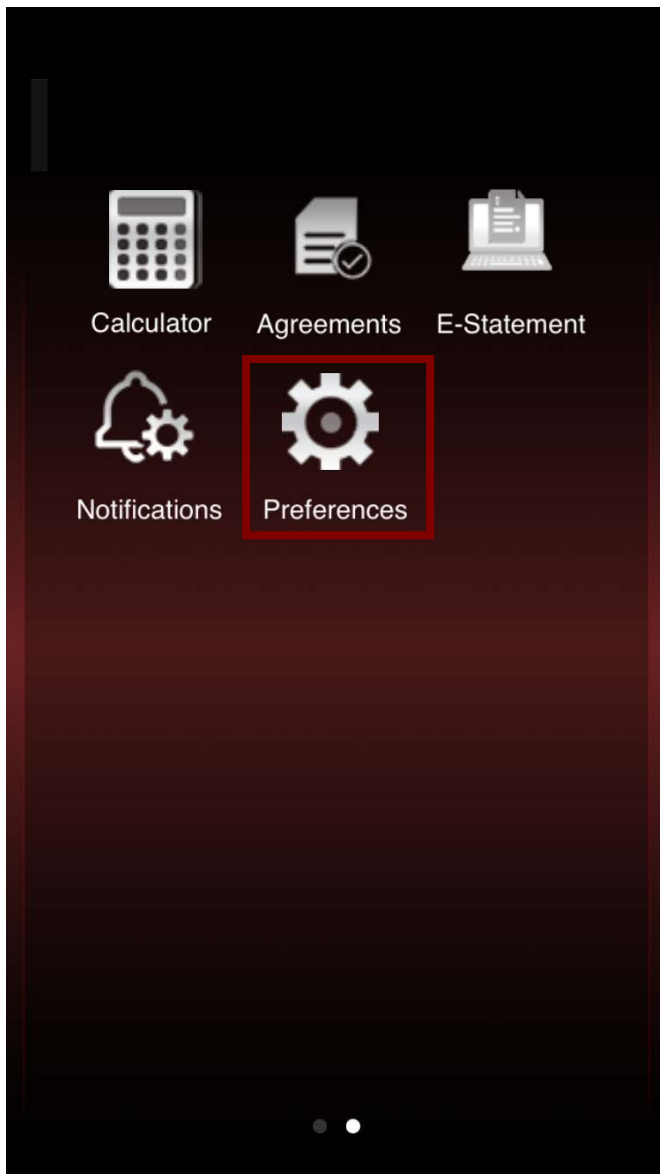 Calculator
Agreements
E-Statement
Notifications
Preferences